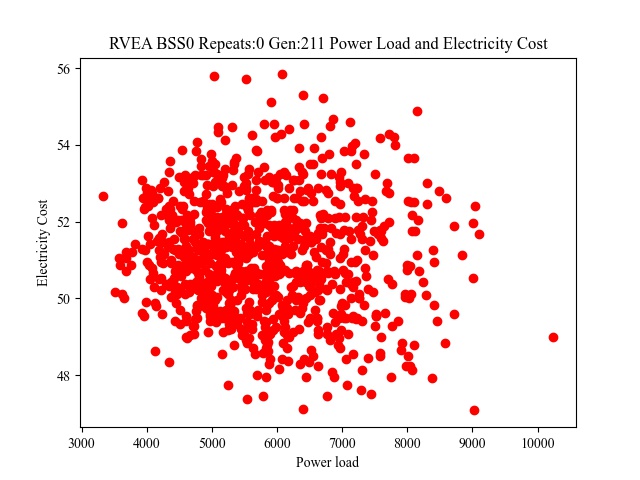 RVEA BSS0 Repeats:0 Gen:211 Power Load and Electricity Cost
56
54
52
50
48
Electricity Cost
3000 4000 5000 6000 7000 8000 9000 10000
Power load